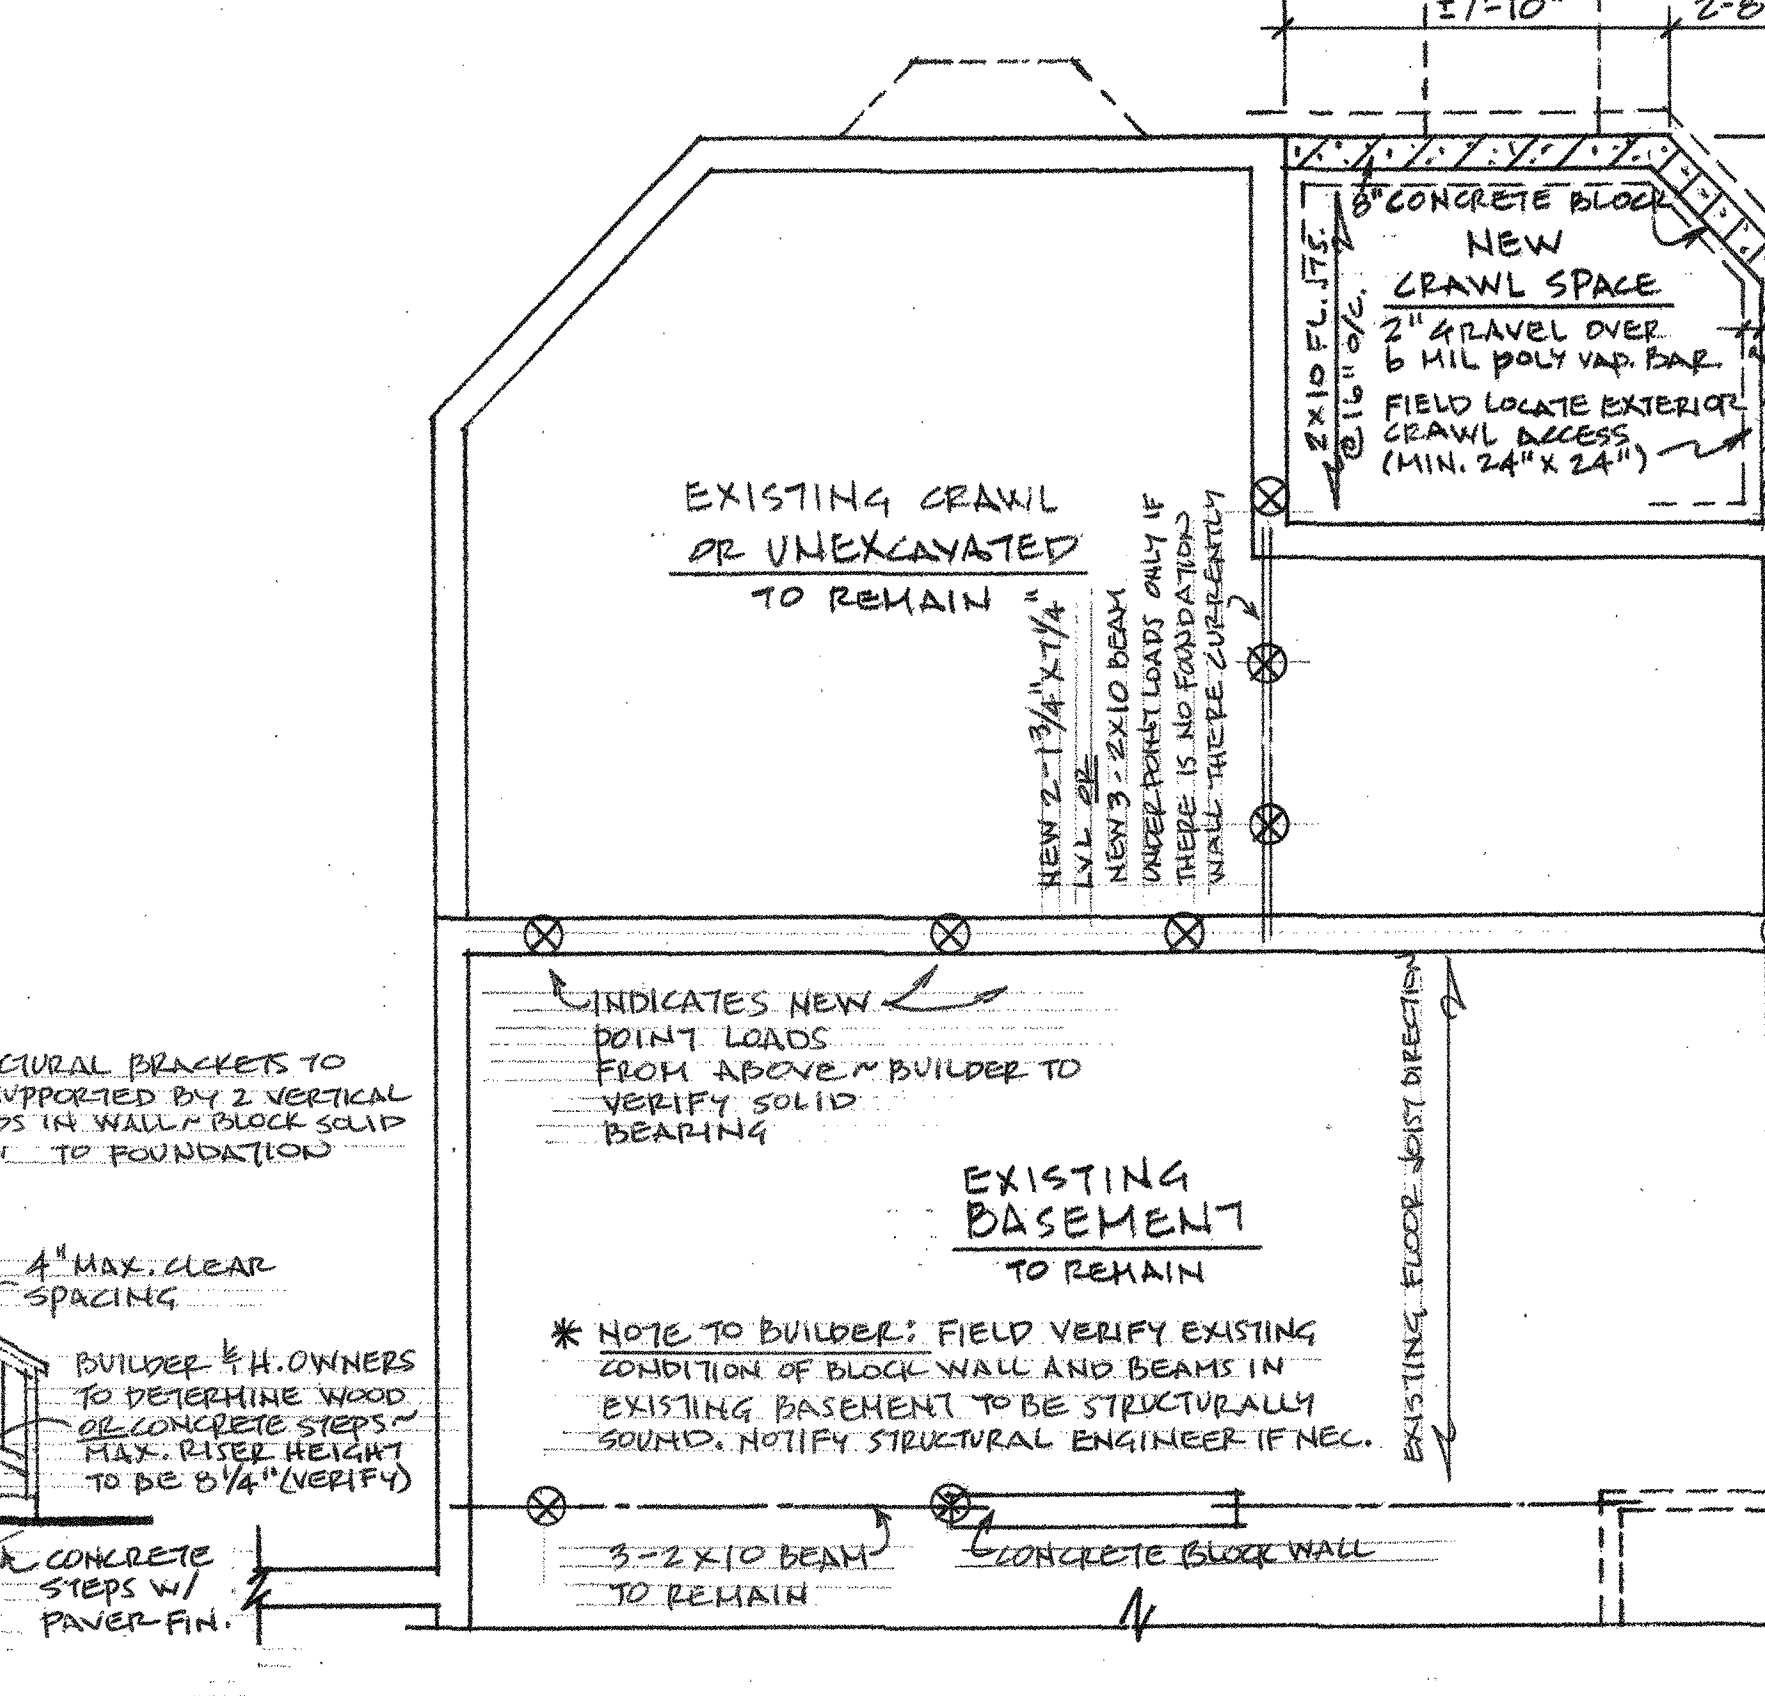 ±/-10"
2-8
8" CONCRETE BLOCK
NEW
CRAWL SPACE
2" GRAVEL OVER
6 MIL POLY VAP. BAR.
FIELD LOCATE EXTERIOR
CRAWL ACCESS
(MIN. 24" X 24")
2X10 FL. JTS.
@ 16" O/C.
EXISTING CRAWL
OR UNEXCAVATED
TO REMAIN
NEW 2-1 3/4" X 7 1/4"
LVL OR
NEW 3-2X10 BEAM
UNDER POINT LOADS ONLY IF
THERE IS NO FOUNDATION
WALL THERE CURRENTLY
INDICATES NEW
POINT LOADS
FROM ABOVE ~ BUILDER TO
VERIFY SOLID
BEARING
CTURAL BRACKETS TO
SUPPORTED BY 2 VERTICAL
DS IN WALL ~ BLOCK SOLID
TO FOUNDATION
EXISTING
BASEMENT
TO REMAIN
EXISTING FLOOR JOIST DIRECTION
4" MAX. CLEAR
SPACING
* NOTE TO BUILDER: FIELD VERIFY EXISTING
CONDITION OF BLOCK WALL AND BEAMS IN
EXISTING BASEMENT TO BE STRUCTURALLY
SOUND. NOTIFY STRUCTURAL ENGINEER IF NEC.
BUILDER & H.OWNERS
TO DETERMINE WOOD
OR CONCRETE STEPS ~
MAX. RISER HEIGHT
TO BE 8 1/4" (VERIFY)
3-2X10 BEAM
TO REMAIN
CONCRETE BLOCK WALL
CONCRETE
STEPS W/
PAVER FIN.